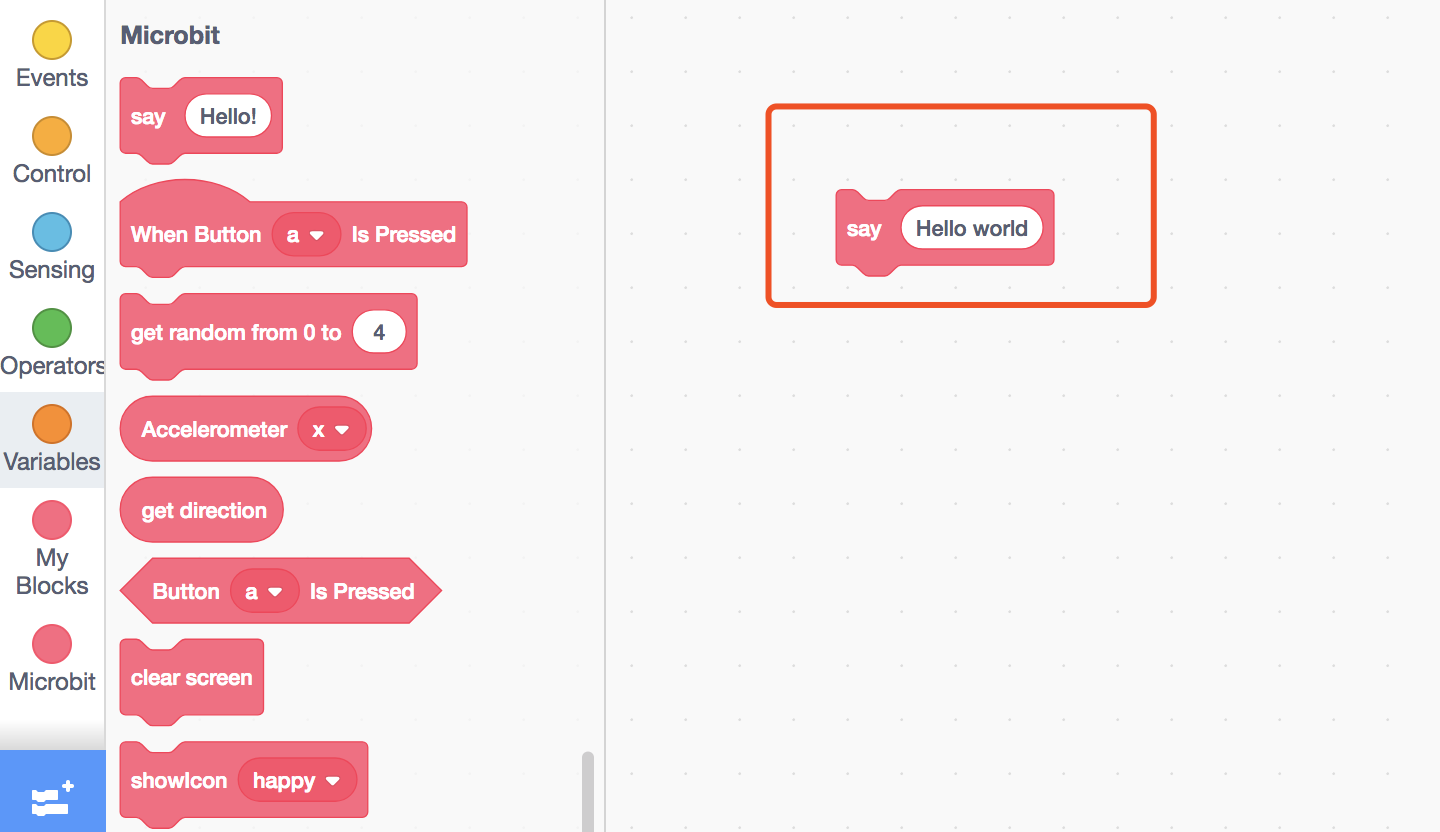 Events
Control
Sensing
Operators
Variables
My
Blocks
Microbit
Microbit
say Hello!
When Button a Is Pressed
get random from 0 to 4
Accelerometer x
get direction
Button a Is Pressed
clear screen
showIcon happy
say Hello world